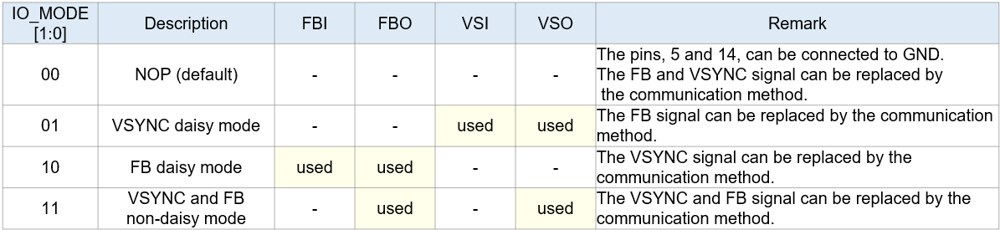 IO_MODE
[1:0]
Description
FBI
FBO
VSI
VSO
Remark
00
NOP (default)
-
-
-
-
The pins, 5 and 14, can be connected to GND.
The FB and VSYNC signal can be replaced by
the communication method.
01
VSYNC daisy mode
-
-
used
used
The FB signal can be replaced by the communication
method.
10
FB daisy mode
used
used
-
-
The VSYNC signal can be replaced by the
communication method.
11
VSYNC and FB
non-daisy mode
-
used
-
used
The VSYNC and FB signal can be replaced by the
communication method.